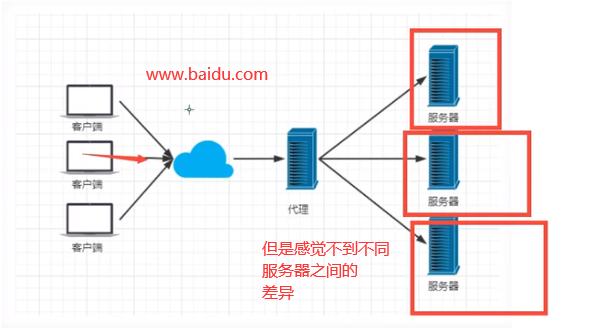 www.baidu.com
服务器
客户端
客户端
服务器
代理
客户端
但是感觉不到不同
服务器之间的
差异
服务器